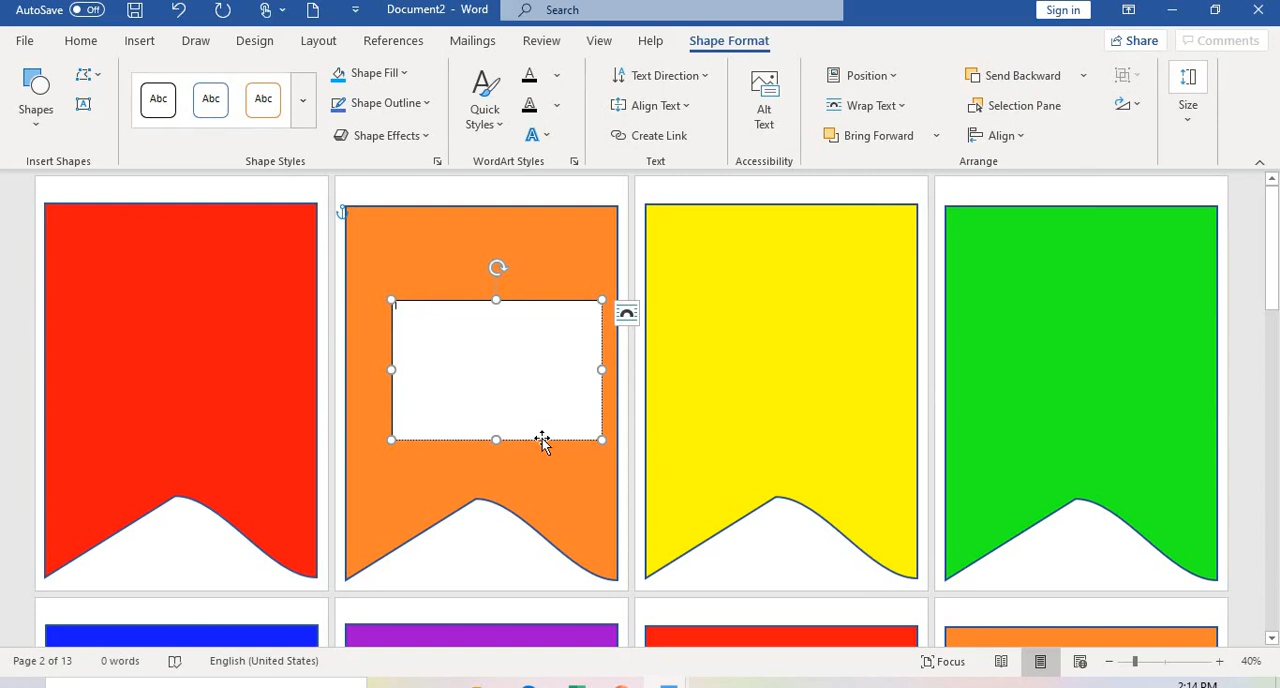 AutoSave Off Document2 - Word Search Sign in
File Home Insert Draw Design Layout References Mailings Review View Help Shape Format Share Comments
Shapes
Insert Shapes
Abc Abc Abc
Shape Fill
Shape Outline
Shape Effects
Shape Styles
Quick
Styles
A
A
A
WordArt Styles
Text Direction
Align Text
Create Link
Text
Alt
Text
Accessibility
Position
Wrap Text
Bring Forward
Send Backward
Selection Pane
Align
Arrange
Size
Page 2 of 13 0 words English (United States) Focus 40%
2:14 PM